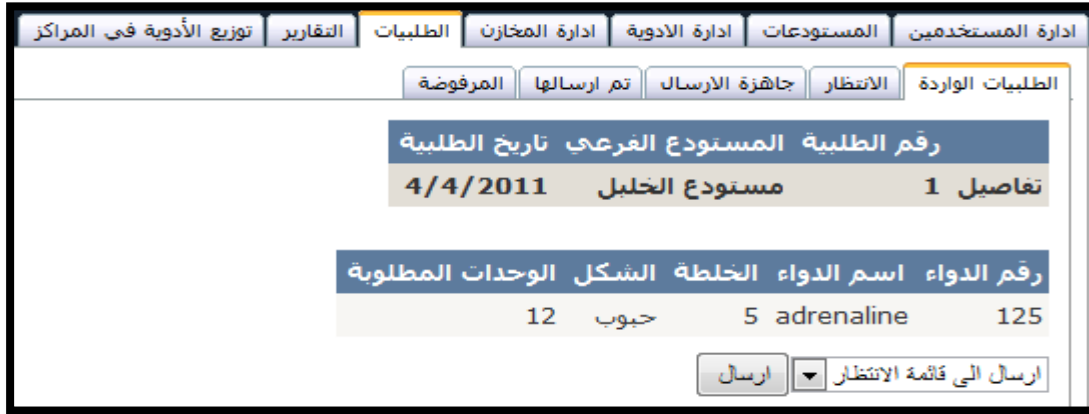 ادارة المستخدمين المستودعات ادارة الادوية ادارة المخازن الطلبيات التقارير توزيع الأدوية في المراكز
الطلبيات الواردة الانتظار جاهزة الارسال تم ارسالها المرفوضة
رقم الطلبية المستودع الفرعي تاريخ الطلبية
تفاصيل 1 مستودع الخليل 4/4/2011
رقم الدواء اسم الدواء الخلطة الشكل الوحدات المطلوبة
125 adrenaline 5 حبوب 12
ارسال الى قائمة الانتظار ارسال